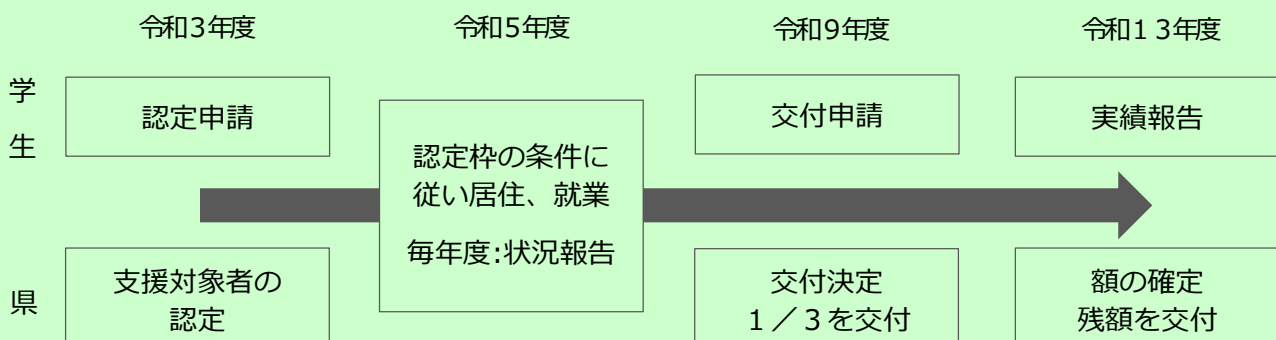 令和3年度
令和5年度
令和9年度
令和13年度
学
生
認定申請
交付申請
実績報告
認定枠の条件に
従い居住、就業
毎年度:状況報告
県
支援対象者の
認定
交付決定
1/3を交付
額の確定
残額を交付